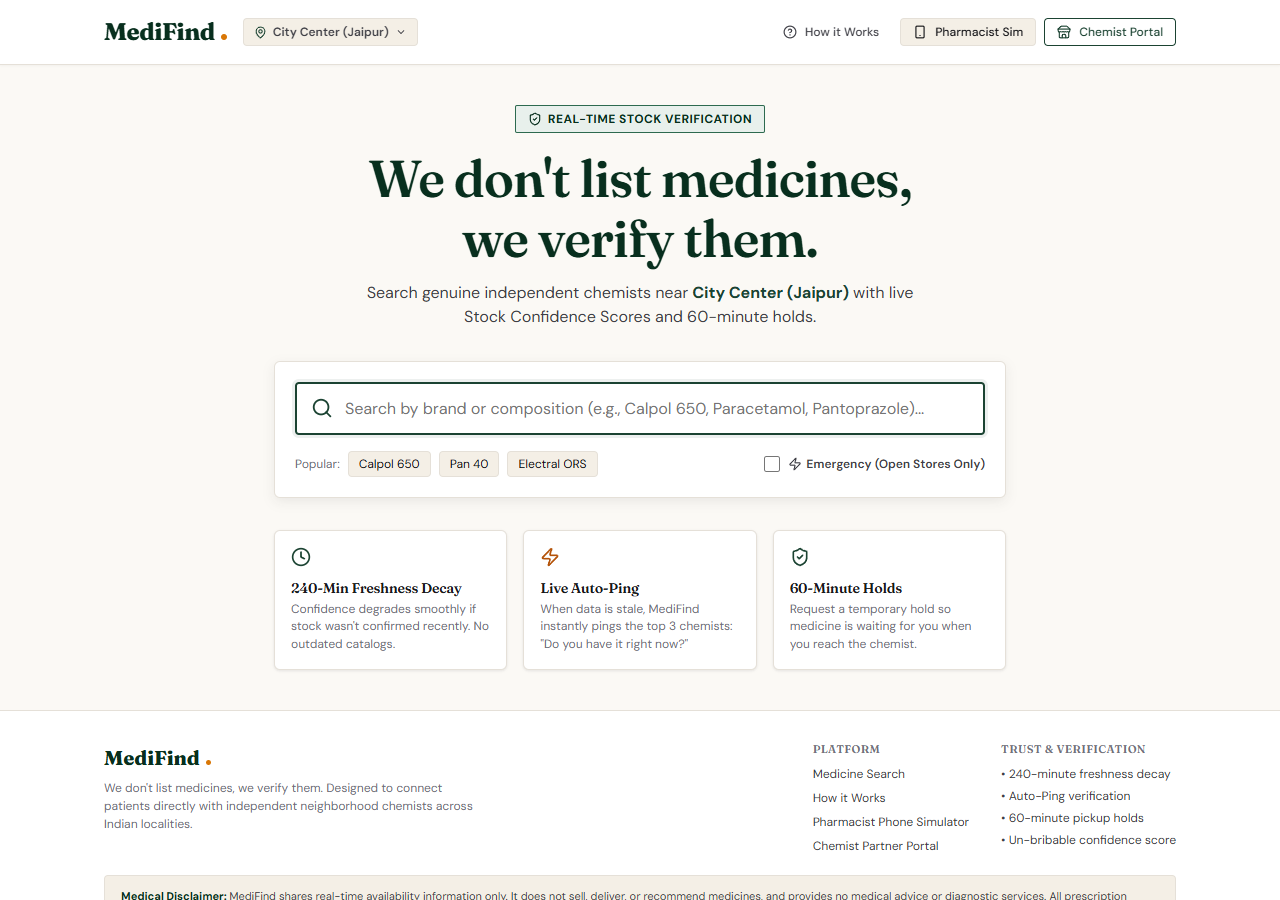 MediFind
City Center (Jaipur)
How it Works
Pharmacist Sim
Chemist Portal
REAL-TIME STOCK VERIFICATION
We don't list medicines,
we verify them.
Search genuine independent chemists near City Center (Jaipur) with live
Stock Confidence Scores and 60-minute holds.
Search by brand or composition (e.g., Calpol 650, Paracetamol, Pantoprazole)...
Popular: Calpol 650 Pan 40 Electral ORS
Emergency (Open Stores Only)
240-Min Freshness Decay
Confidence degrades smoothly if
stock wasn't confirmed recently. No
outdated catalogs.
Live Auto-Ping
When data is stale, MediFind
instantly pings the top 3 chemists:
"Do you have it right now?"
60-Minute Holds
Request a temporary hold so
medicine is waiting for you when
you reach the chemist.
MediFind
We don't list medicines, we verify them. Designed to connect
patients directly with independent neighborhood chemists across
Indian localities.
PLATFORM
Medicine Search
How it Works
Pharmacist Phone Simulator
Chemist Partner Portal
TRUST & VERIFICATION
• 240-minute freshness decay
• Auto-Ping verification
• 60-minute pickup holds
• Un-bribable confidence score
Medical Disclaimer: MediFind shares real-time availability information only. It does not sell, deliver, or recommend medicines, and provides no medical advice or diagnostic services. All prescription